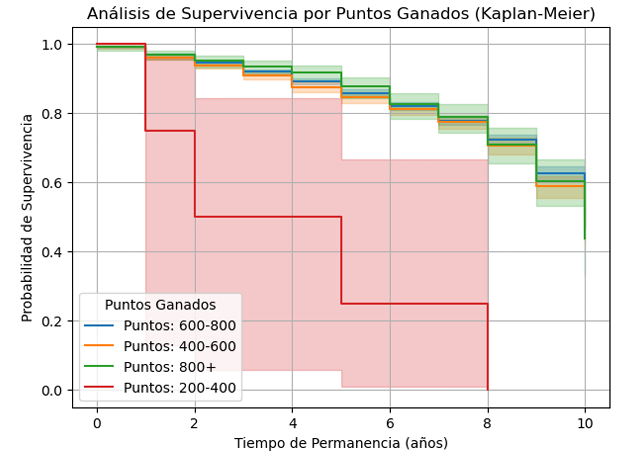 Análisis de Supervivencia por Puntos Ganados (Kaplan-Meier)
Probabilidad de Supervivencia
1.0
0.8
0.6
0.4
0.2
0.0
Puntos Ganados
Puntos: 600-800
Puntos: 400-600
Puntos: 800+
Puntos: 200-400
0 2 4 6 8 10
Tiempo de Permanencia (años)